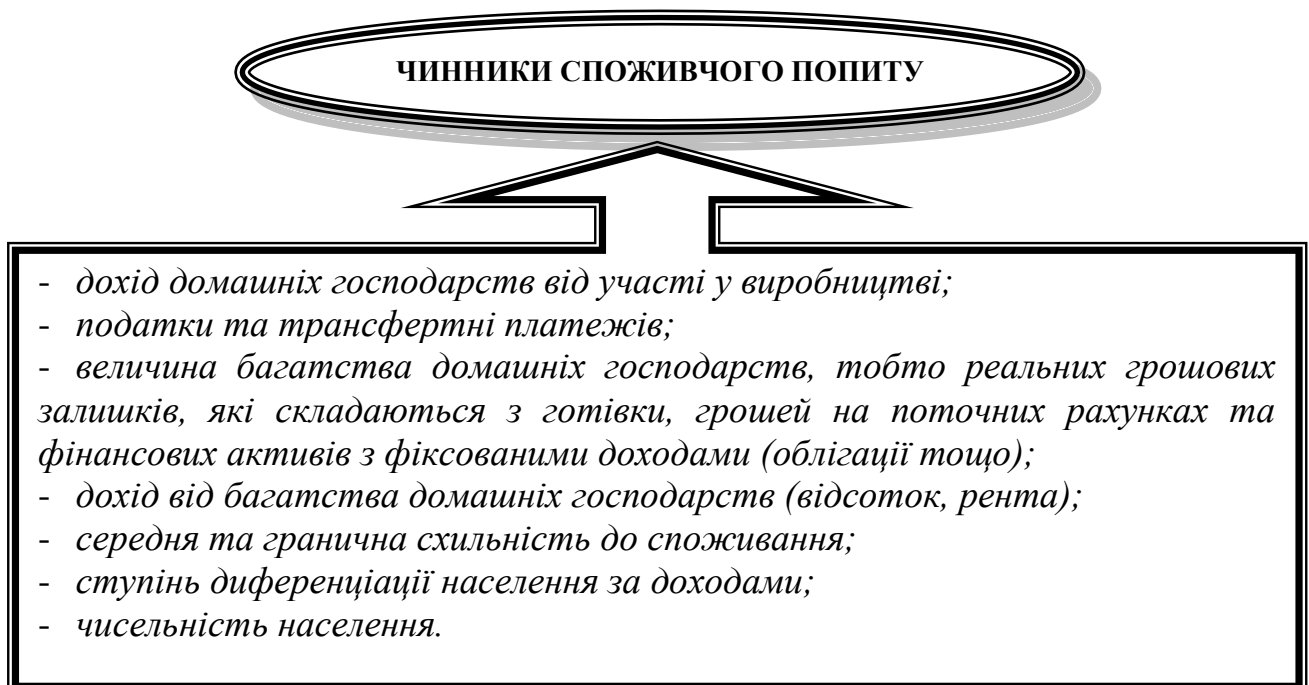 ЧИННИКИ СПОЖИВЧОГО ПОПИТУ
- дохід домашніх господарств від участі у виробництві;
- податки та трансфертні платежів;
- величина багатства домашніх господарств, тобто реальних грошових
залишків, які складаються з готівки, грошей на поточних рахунках та
фінансових активів з фіксованими доходами (облігації тощо);
- дохід від багатства домашніх господарств (відсоток, рента);
- середня та гранична схильність до споживання;
- ступінь диференціації населення за доходами;
- чисельність населення.